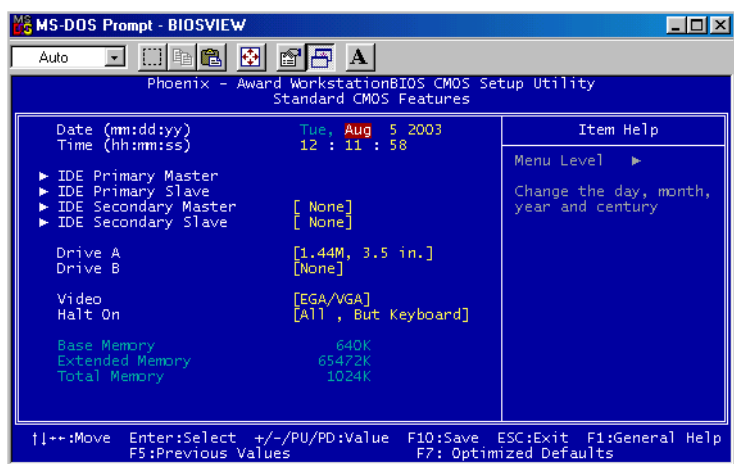 MS-DOS Prompt - BIOSVIEW
Auto
A
Phoenix - Award WorkstationBIOS CMOS Setup Utility
Standard CMOS Features
Date (mm:dd:yy) Tue, Aug 5 2003
Time (hh:mm:ss) 12 : 11 : 58
Item Help
Menu Level ►
Change the day, month,
year and century
► IDE Primary Master
► IDE Primary Slave
► IDE Secondary Master [ None]
► IDE Secondary Slave [ None]
Drive A [1.44M, 3.5 in.]
Drive B [None]
Video [EGA/VGA]
Halt On [All , But Keyboard]
Base Memory 640K
Extended Memory 65472K
Total Memory 1024K
↑↓←→:Move Enter:Select +/-/PU/PD:Value F10:Save ESC:Exit F1:General Help
F5:Previous Values F7: Optimized Defaults